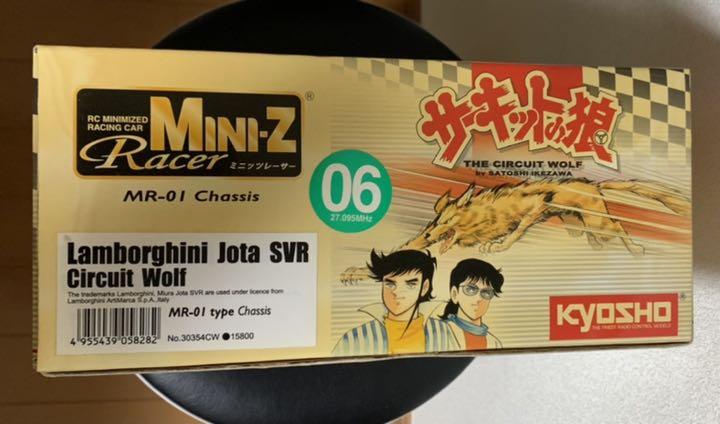 RC MINIMIZED
RACING CAR
MINI-Z
®
Racer
ミニッツレーサー
MR-01 Chassis
06
27.095MHz
サーキットの狼
THE CIRCUIT WOLF
by SATOSHI IKEZAWA
Lamborghini Jota SVR
Circuit Wolf
The trademarks Lamborghini, Miura Jota SVR are used under licence from
Lamborghini ArtiMarca S.p.A.,Italy
MR-01 type Chassis
4 955439 058282
No.30354CW ●15800
KYOSHO®
THE FINEST RADIO CONTROL MODELS